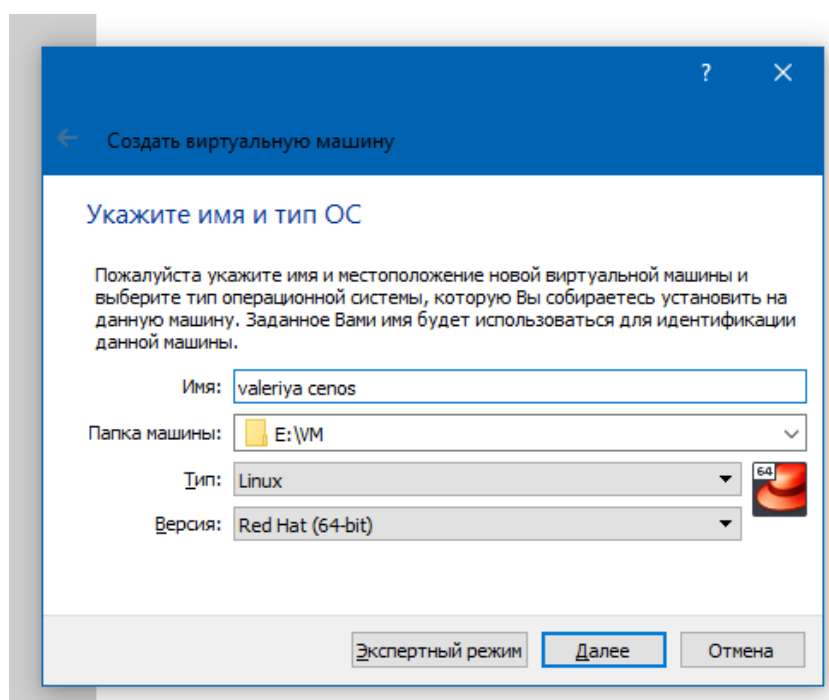 ?
Создать виртуальную машину
Укажите имя и тип ОС
Пожалуйста укажите имя и местоположение новой виртуальной машины и
выберите тип операционной системы, которую Вы собираетесь установить на
данную машину. Заданное Вами имя будет использоваться для идентификации
данной машины.
Имя: valeriya cenos
Папка машины: E:\VM
Тип: Linux
64
Версия: Red Hat (64-bit)
Экспертный режим Далее Отмена